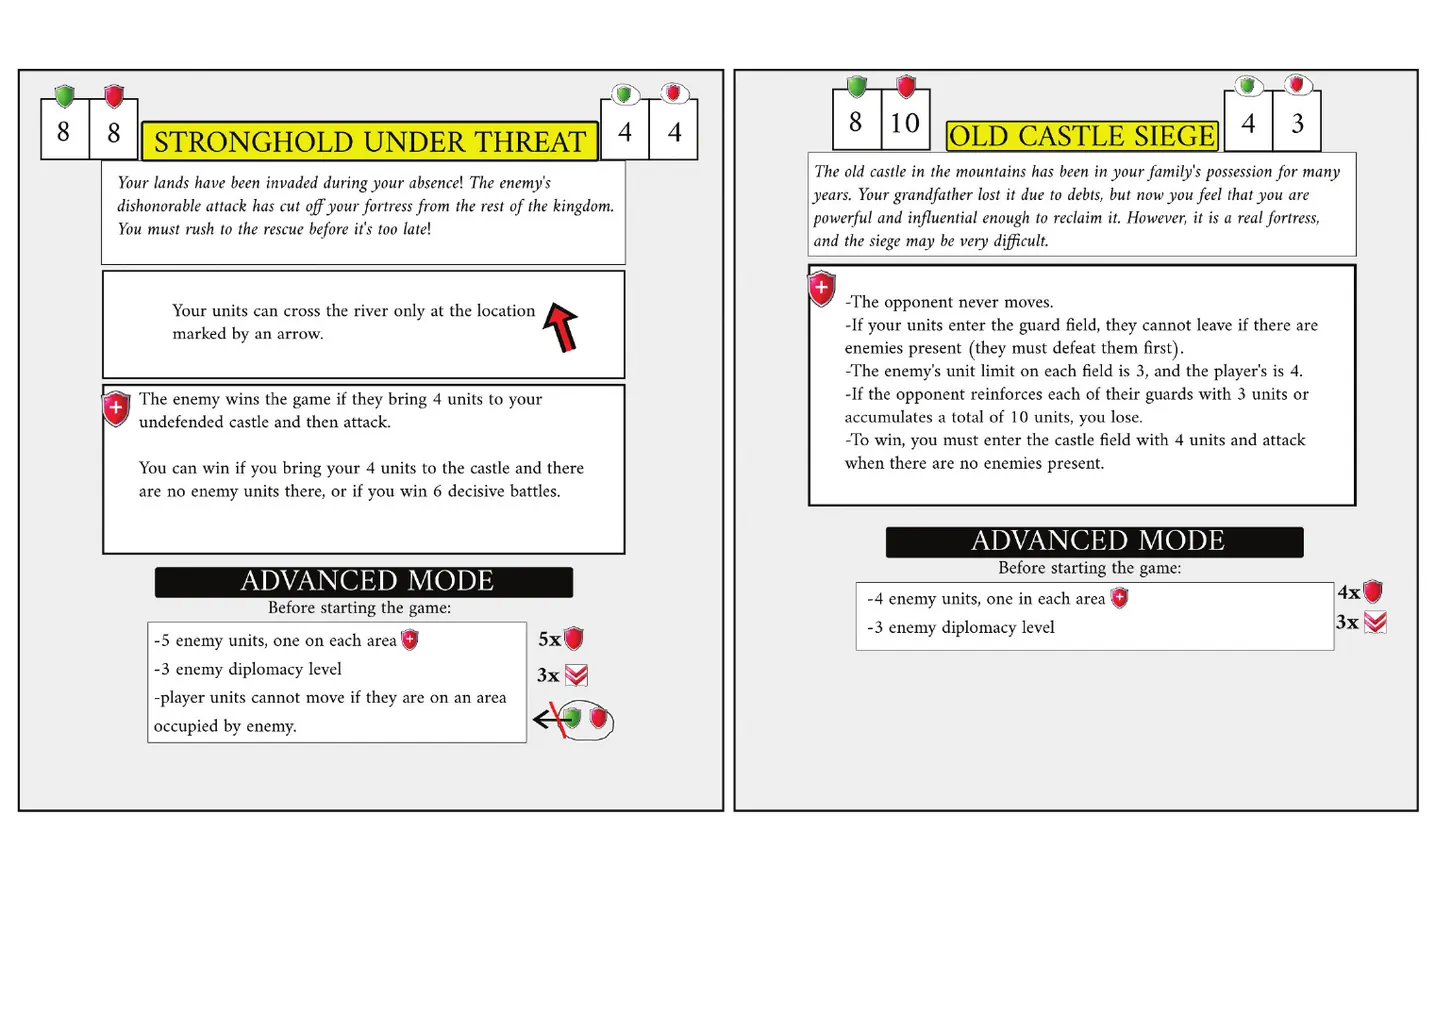 8 8
STRONGHOLD UNDER THREAT
4 4
Your lands have been invaded during your absence! The enemy's
dishonorable attack has cut off your fortress from the rest of the kingdom.
You must rush to the rescue before it's too late!
Your units can cross the river only at the location
marked by an arrow.
The enemy wins the game if they bring 4 units to your
undefended castle and then attack.
You can win if you bring your 4 units to the castle and there
are no enemy units there, or if you win 6 decisive battles.
ADVANCED MODE
Before starting the game:
-5 enemy units, one on each area
-3 enemy diplomacy level
-player units cannot move if they are on an area
occupied by enemy.
5x
3x
8 10
OLD CASTLE SIEGE
4 3
The old castle in the mountains has been in your family's possession for many
years. Your grandfather lost it due to debts, but now you feel that you are
powerful and influential enough to reclaim it. However, it is a real fortress,
and the siege may be very difficult.
-The opponent never moves.
-If your units enter the guard field, they cannot leave if there are
enemies present (they must defeat them first).
-The enemy's unit limit on each field is 3, and the player's is 4.
-If the opponent reinforces each of their guards with 3 units or
accumulates a total of 10 units, you lose.
-To win, you must enter the castle field with 4 units and attack
when there are no enemies present.
ADVANCED MODE
Before starting the game:
-4 enemy units, one in each area
-3 enemy diplomacy level
4x
3x